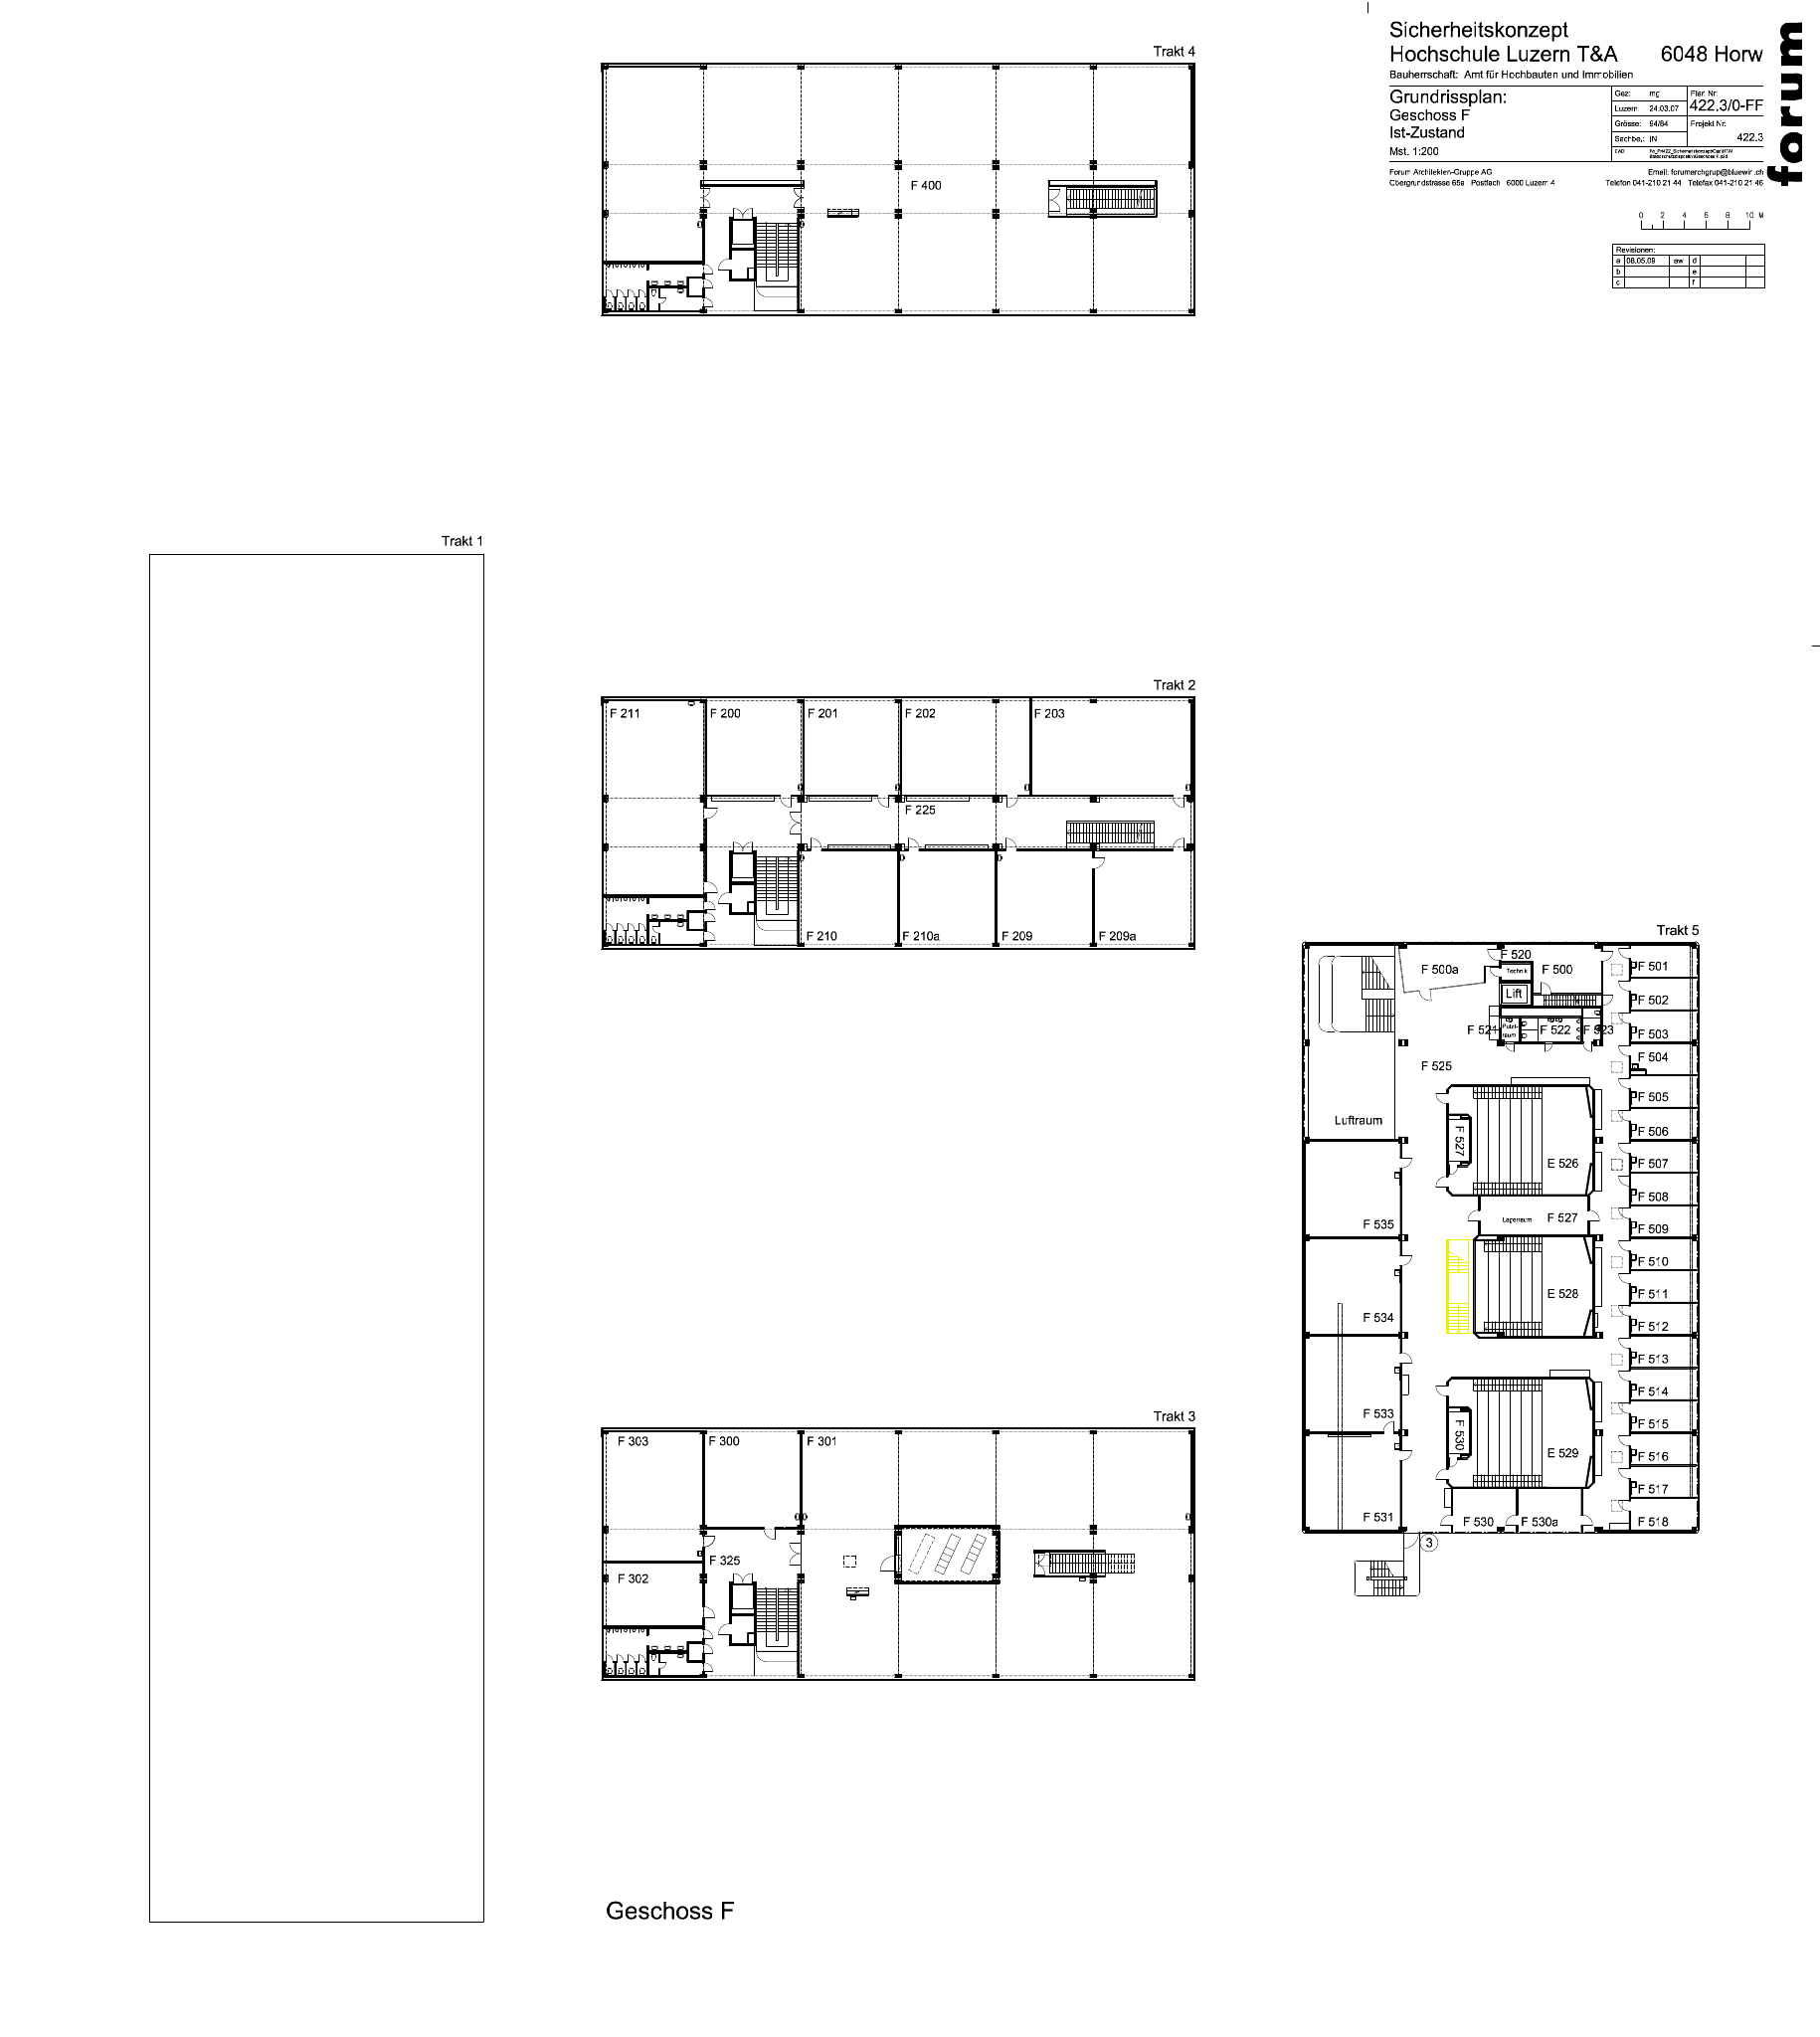 Sicherheitskonzept
Hochschule Luzern T&A 6048 Horw
Bauherrschaft: Amt für Hochbauten und Immobilien
Grundrissplan:
Geschoss F
Ist-Zustand
Mst. 1:200
Gez: mg
Luzern: 24.03.07
Grösse: 84/84
Sachbe.: IN
CAD:
Plan Nr:
422.3/0-FF
Projekt Nr:
422.3
Forum Architekten-Gruppe AG Email: forumarchgrup@bluewin.ch
Obergrundstrasse 65a Postfach 6000 Luzern 4 Telefon 041-210 21 44 Telefax 041-210 21 46
forum
0 2 4 6 8 10 M
Revisionen:
a 08.05.09 aw d
b e
c f
Trakt 4
F 400
Trakt 1
Trakt 2
F 211 F 200 F 201 F 202 F 203
F 225
F 210 F 210a F 209 F 209a
Trakt 5
F 520
F 500a Technik F 500 F 501
Lift F 502
F 521 Putz-raum F 522 F 523 F 503
F 504
F 525
F 505
Luftraum
F 506
F 527
E 526 F 507
F 508
F 535 Lagerraum F 527 F 509
F 510
E 528 F 511
F 534 F 512
F 513
F 514
F 533 F 515
F 530
E 529 F 516
F 517
F 531 F 530 F 530a F 518
3
Trakt 3
F 303 F 300 F 301
F 325
F 302
Geschoss F